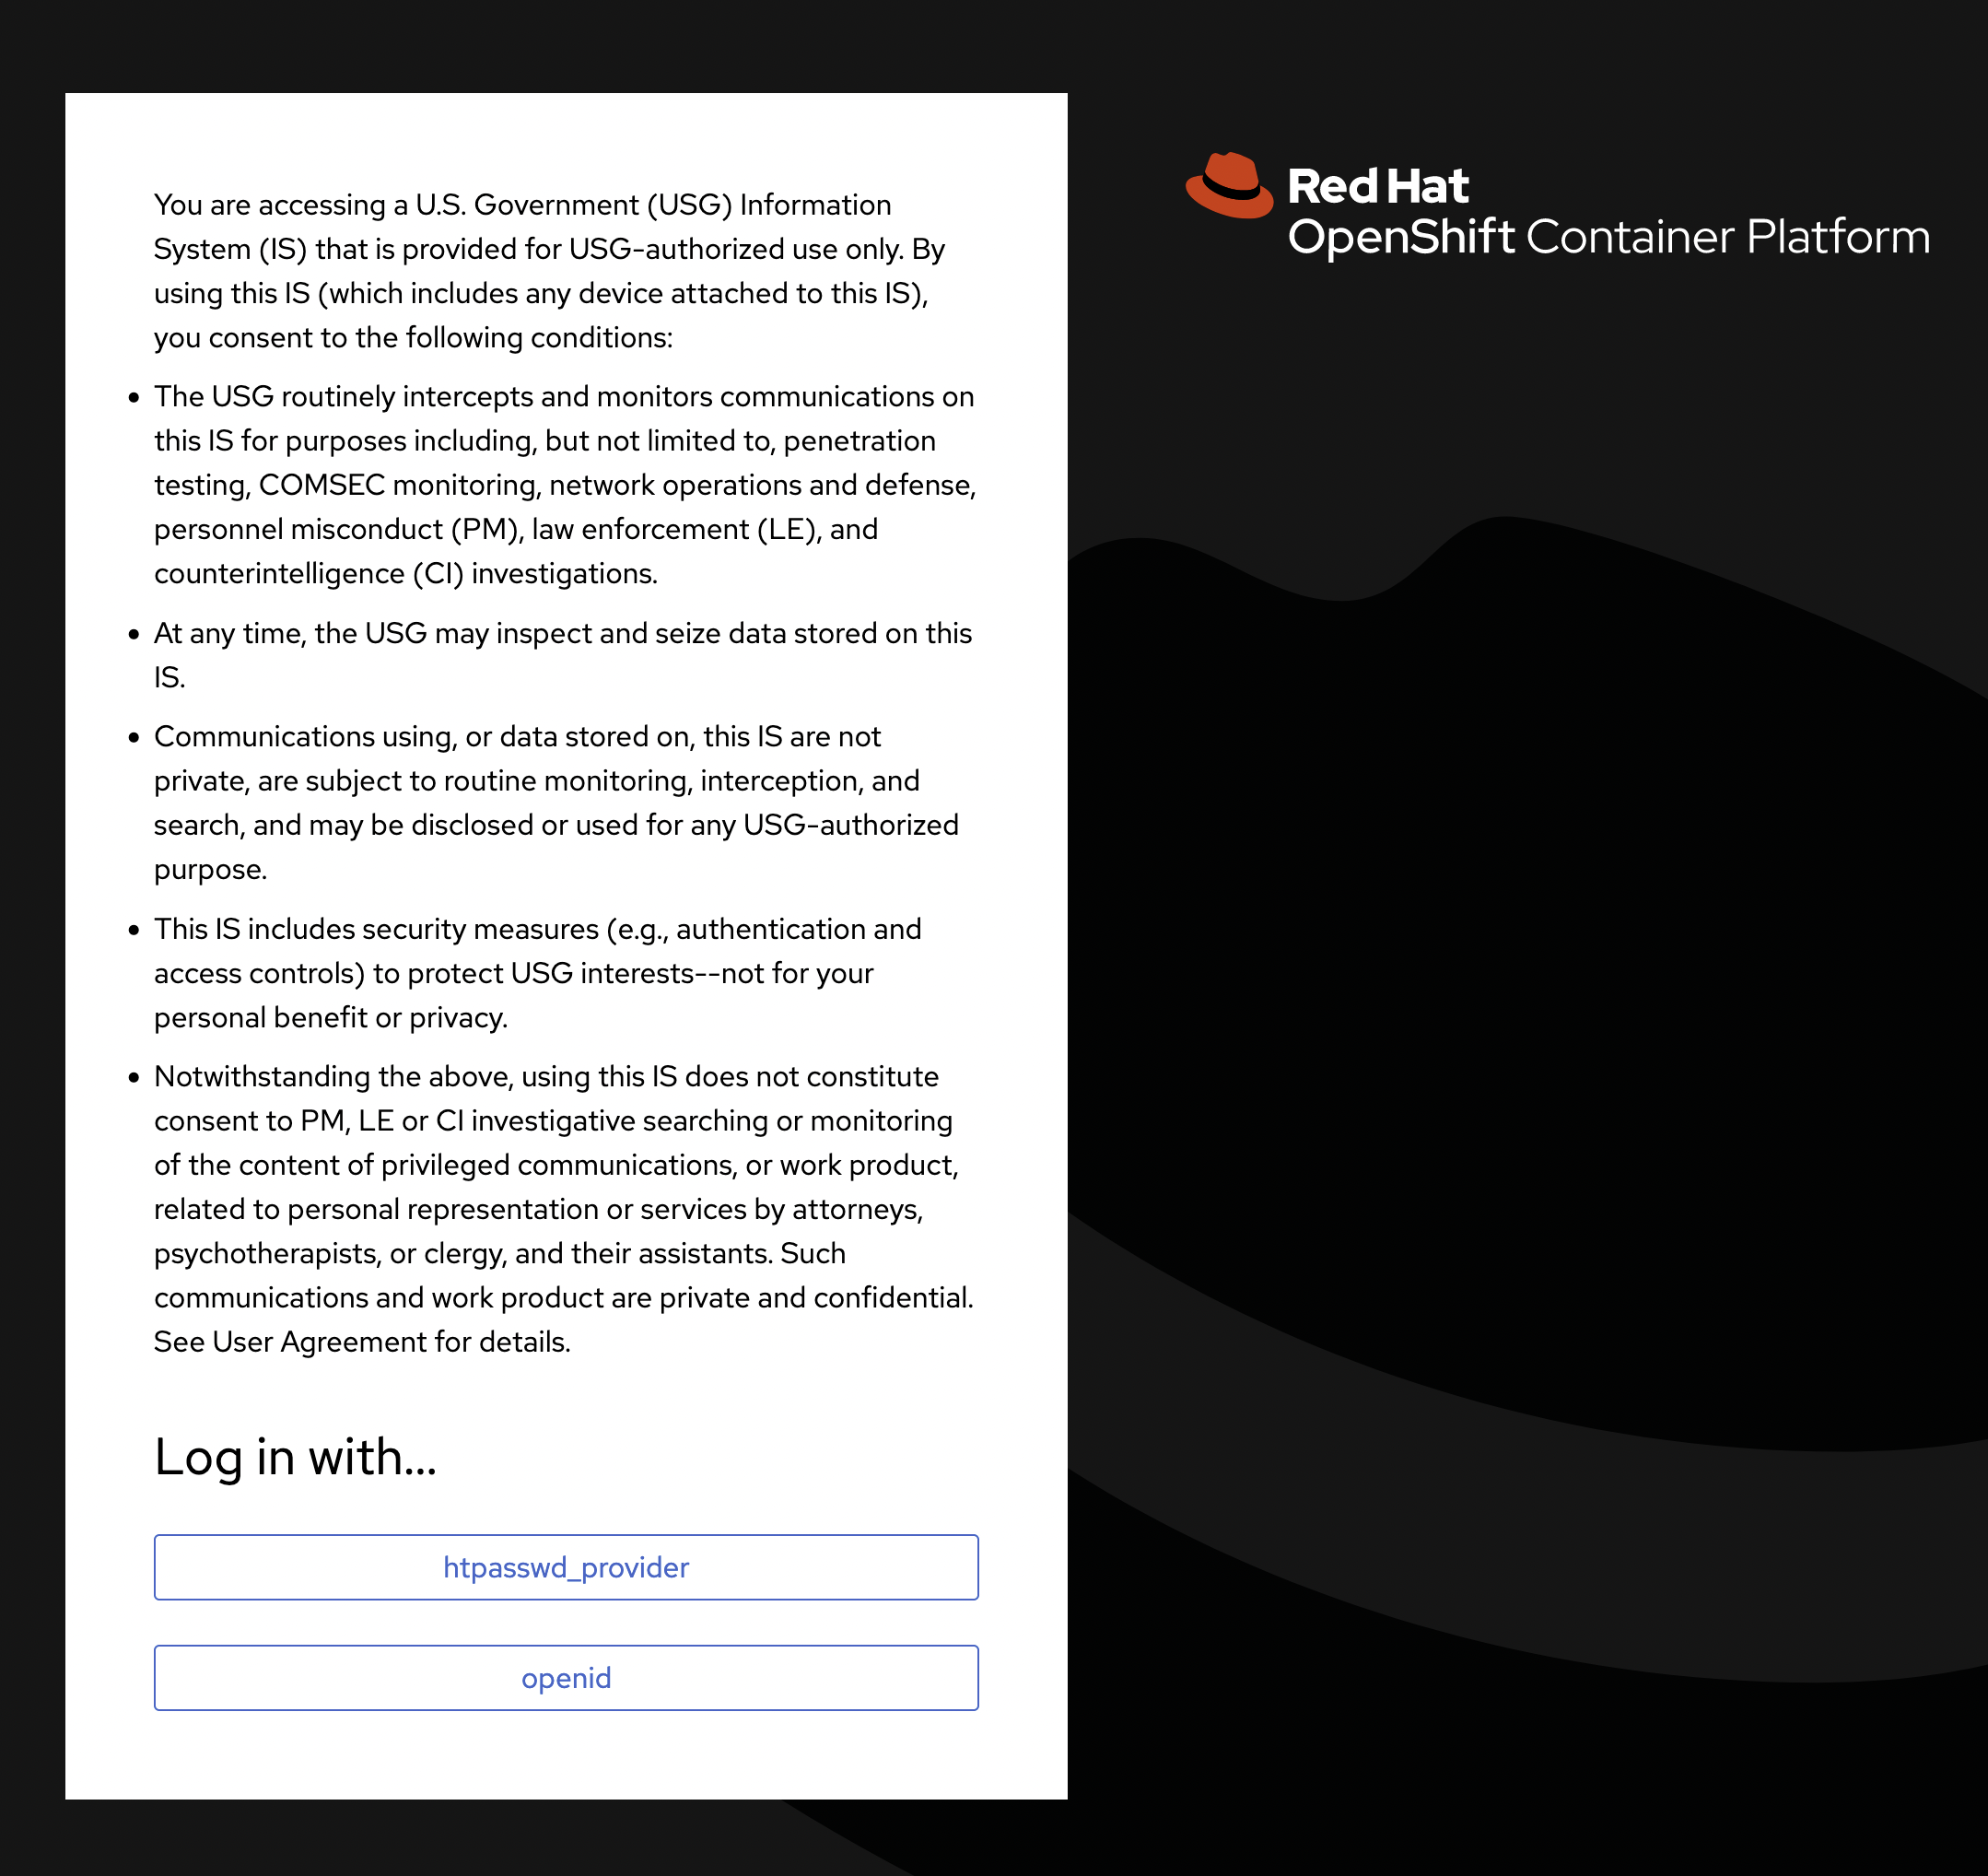 You are accessing a U.S. Government (USG) Information
System (IS) that is provided for USG-authorized use only. By
using this IS (which includes any device attached to this IS),
you consent to the following conditions:
• The USG routinely intercepts and monitors communications on
this IS for purposes including, but not limited to, penetration
testing, COMSEC monitoring, network operations and defense,
personnel misconduct (PM), law enforcement (LE), and
counterintelligence (CI) investigations.
• At any time, the USG may inspect and seize data stored on this
IS.
• Communications using, or data stored on, this IS are not
private, are subject to routine monitoring, interception, and
search, and may be disclosed or used for any USG-authorized
purpose.
• This IS includes security measures (e.g., authentication and
access controls) to protect USG interests--not for your
personal benefit or privacy.
• Notwithstanding the above, using this IS does not constitute
consent to PM, LE or CI investigative searching or monitoring
of the content of privileged communications, or work product,
related to personal representation or services by attorneys,
psychotherapists, or clergy, and their assistants. Such
communications and work product are private and confidential.
See User Agreement for details.
Log in with...
htpasswd_provider
openid
Red Hat
OpenShift Container Platform